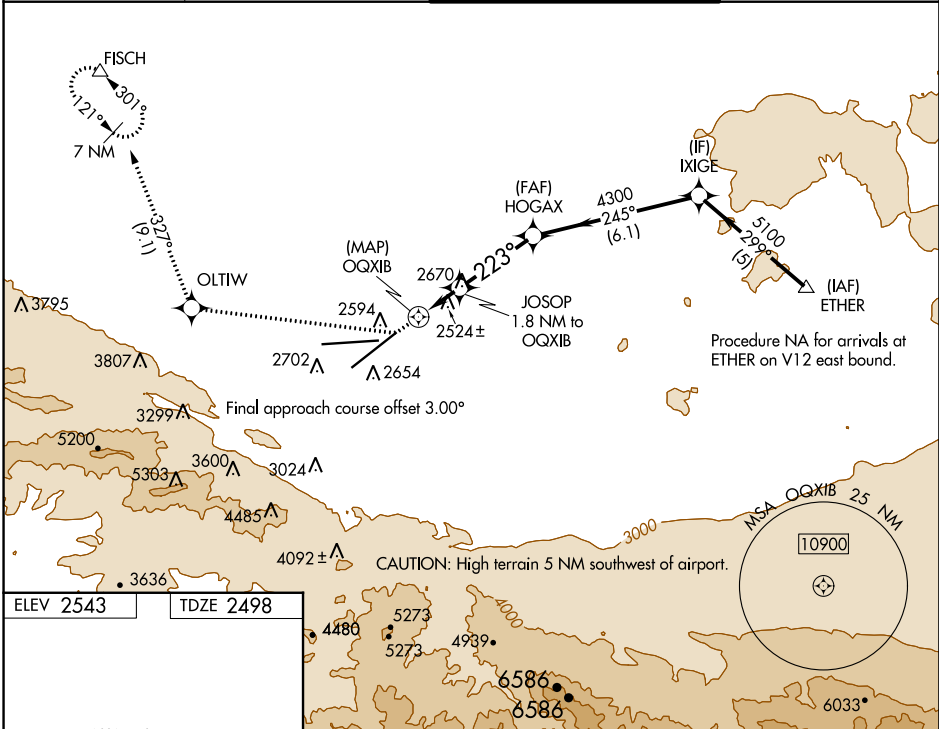 FISCH
301°
121°
7 NM
327°
(9.1)
OLTIW
(MAP)
OQXIB
(FAF)
HOGAX
4300
245°
(6.1)
(IF)
IXIGE
5100
299°
(5)
(IAF)
ETHER
223°
2670
JOSOP
1.8 NM to
OQXIB
2524±
2594
2702
2654
Procedure NA for arrivals at
ETHER on V12 east bound.
Final approach course offset 3.00°
3795
3807
3299
5200
5303
3600
3024
4485
4092±
3636
3000
CAUTION: High terrain 5 NM southwest of airport.
MSA OQXIB 25 NM
10900
ELEV 2543
TDZE 2498
4480
5273
5273
4939
4000
6586
6586
6033